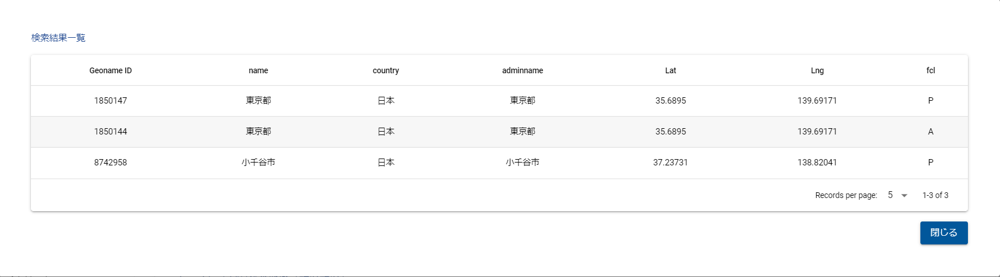 検索結果一覧
Geoname ID name country adminname Lat Lng fcl
1850147 東京都 日本 東京都 35.6895 139.69171 P
1850144 東京都 日本 東京都 35.6895 139.69171 A
8742958 小千谷市 日本 小千谷市 37.23731 138.82041 P
Records per page: 5 1-3 of 3
閉じる